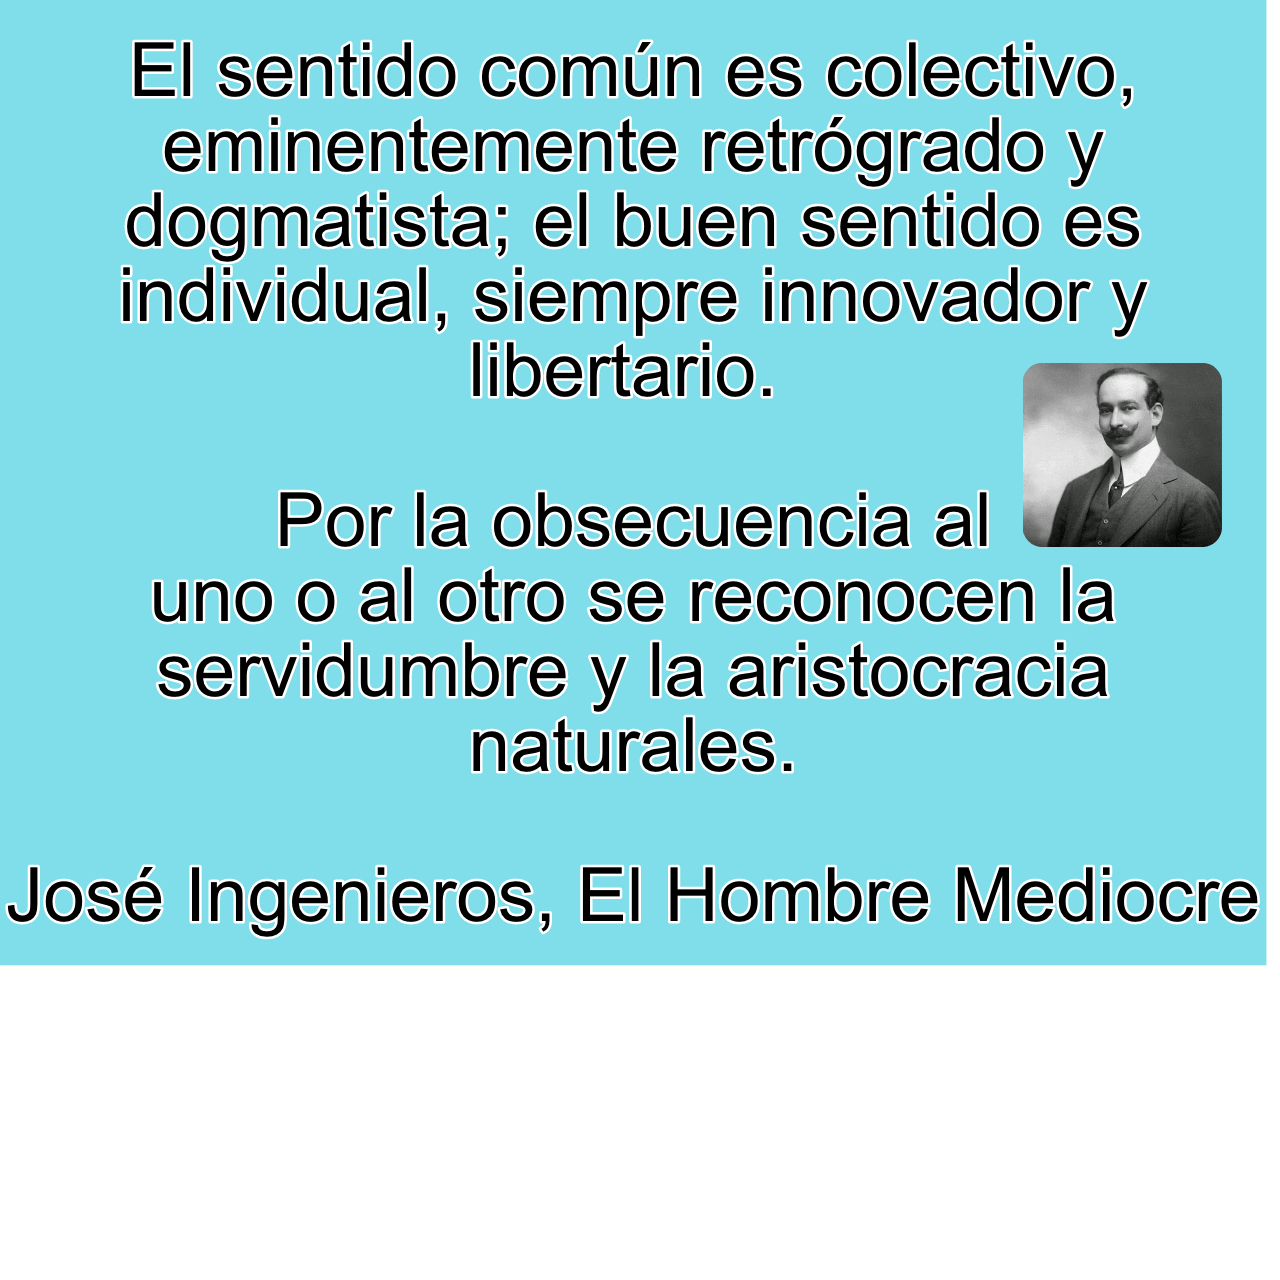 El sentido común es colectivo,
eminentemente retrógrado y
dogmatista; el buen sentido es
individual, siempre innovador y
libertario.
Por la obsecuencia al
uno o al otro se reconocen la
servidumbre y la aristocracia
naturales.
José Ingenieros, El Hombre Mediocre